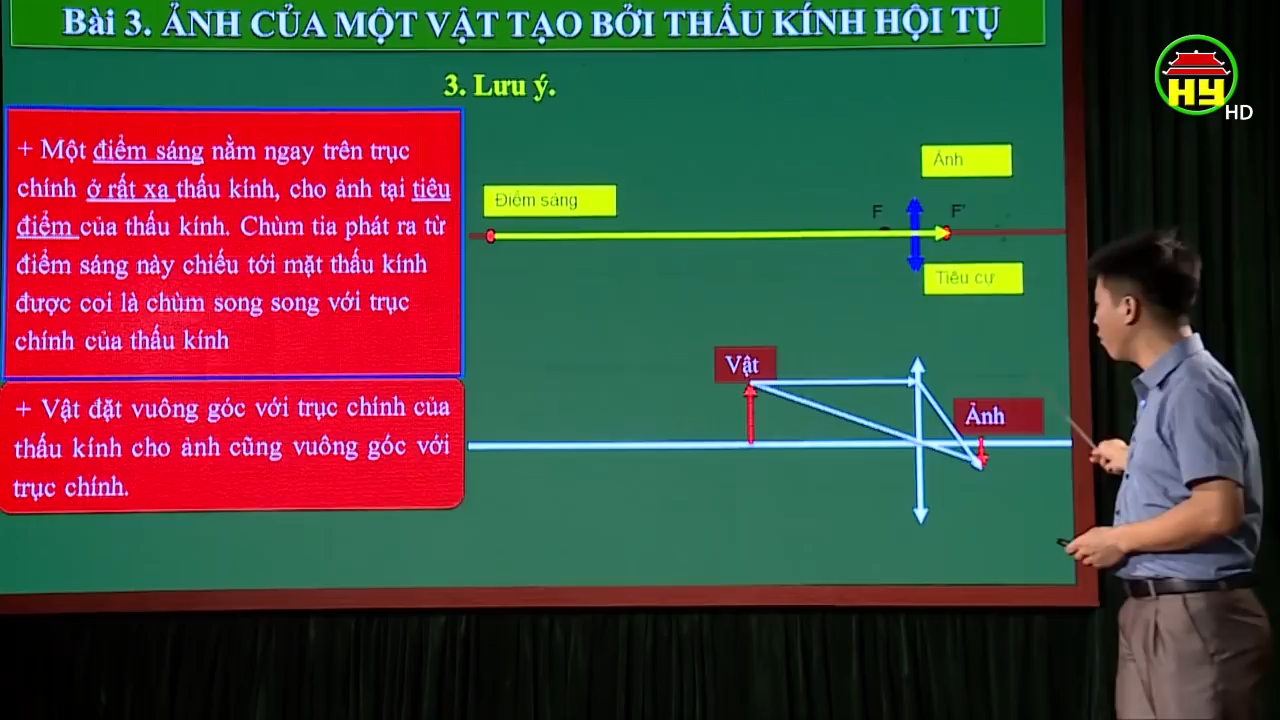 Bài 3. ẢNH CỦA MỘT VẬT TẠO BỞI THẤU KÍNH HỘI TỤ
3. Lưu ý.
+ Một điểm sáng nằm ngay trên trục
chính ở rất xa thấu kính, cho ảnh tại tiêu
điểm của thấu kính. Chùm tia phát ra từ
điểm sáng này chiếu tới mặt thấu kính
được coi là chùm song song với trục
chính của thấu kính
+ Vật đặt vuông góc với trục chính của
thấu kính cho ảnh cũng vuông góc với
trục chính.
Điểm sáng
Ảnh
F
F'
Tiêu cự
Vật
Ảnh
HY
HD